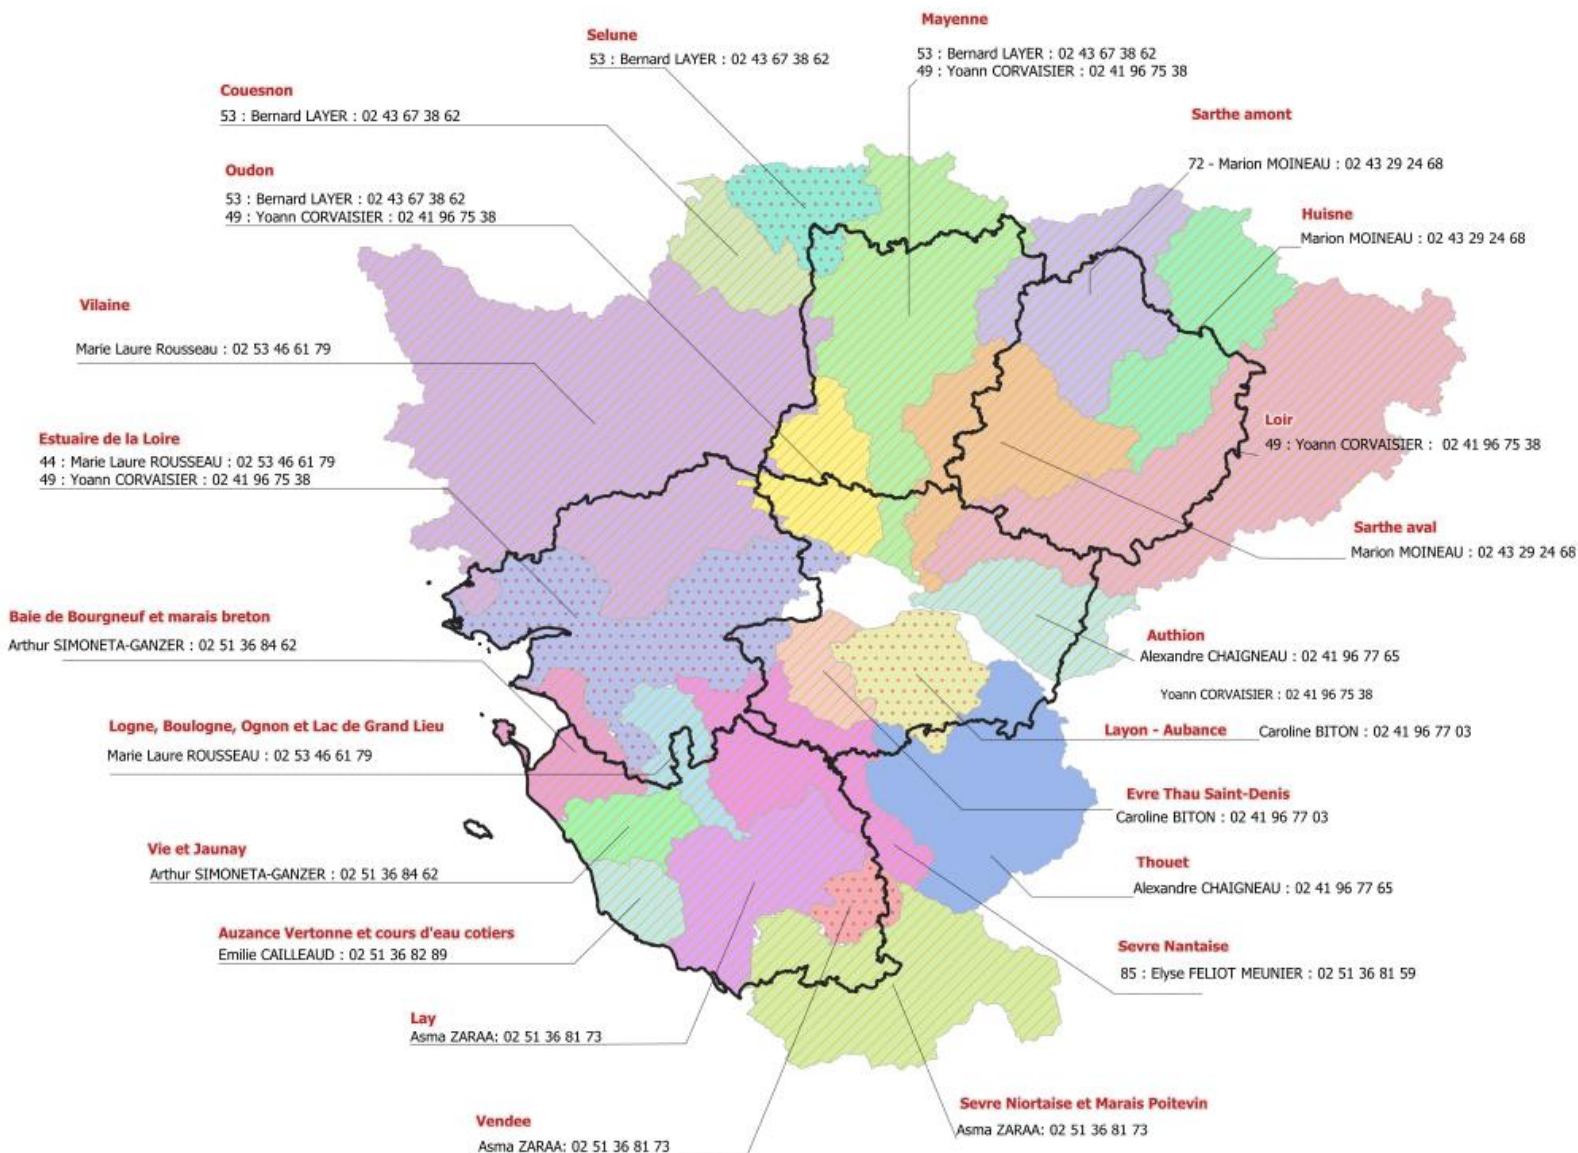 Mayenne
53 : Bernard LAYER : 02 43 67 38 62
49 : Yoann CORVAISIER : 02 41 96 75 38
Selune
53 : Bernard LAYER : 02 43 67 38 62
Couesnon
53 : Bernard LAYER : 02 43 67 38 62
Sarthe amont
72 - Marion MOINEAU : 02 43 29 24 68
Oudon
53 : Bernard LAYER : 02 43 67 38 62
49 : Yoann CORVAISIER : 02 41 96 75 38
Huisne
Marion MOINEAU : 02 43 29 24 68
Vilaine
Marie Laure Rousseau : 02 53 46 61 79
Loir
49 : Yoann CORVAISIER : 02 41 96 75 38
Estuaire de la Loire
44 : Marie Laure ROUSSEAU : 02 53 46 61 79
49 : Yoann CORVAISIER : 02 41 96 75 38
Sarthe aval
Marion MOINEAU : 02 43 29 24 68
Baie de Bourgneuf et marais breton
Arthur SIMONETA-GANZER : 02 51 36 84 62
Authion
Alexandre CHAIGNEAU : 02 41 96 77 65
Yoann CORVAISIER : 02 41 96 75 38
Logne, Boulogne, Ognon et Lac de Grand Lieu
Marie Laure ROUSSEAU : 02 53 46 61 79
Layon - Aubance
Caroline BITON : 02 41 96 77 03
Evre Thau Saint-Denis
Caroline BITON : 02 41 96 77 03
Vie et Jaunay
Arthur SIMONETA-GANZER : 02 51 36 84 62
Thouet
Alexandre CHAIGNEAU : 02 41 96 77 65
Auzance Vertonne et cours d'eau cotiers
Emilie CAILLEAUD : 02 51 36 82 89
Sevre Nantaise
85 : Elyse FELIOT MEUNIER : 02 51 36 81 59
Lay
Asma ZARAA: 02 51 36 81 73
Sevre Niortaise et Marais Poitevin
Asma ZARAA: 02 51 36 81 73
Vendee
Asma ZARAA: 02 51 36 81 73